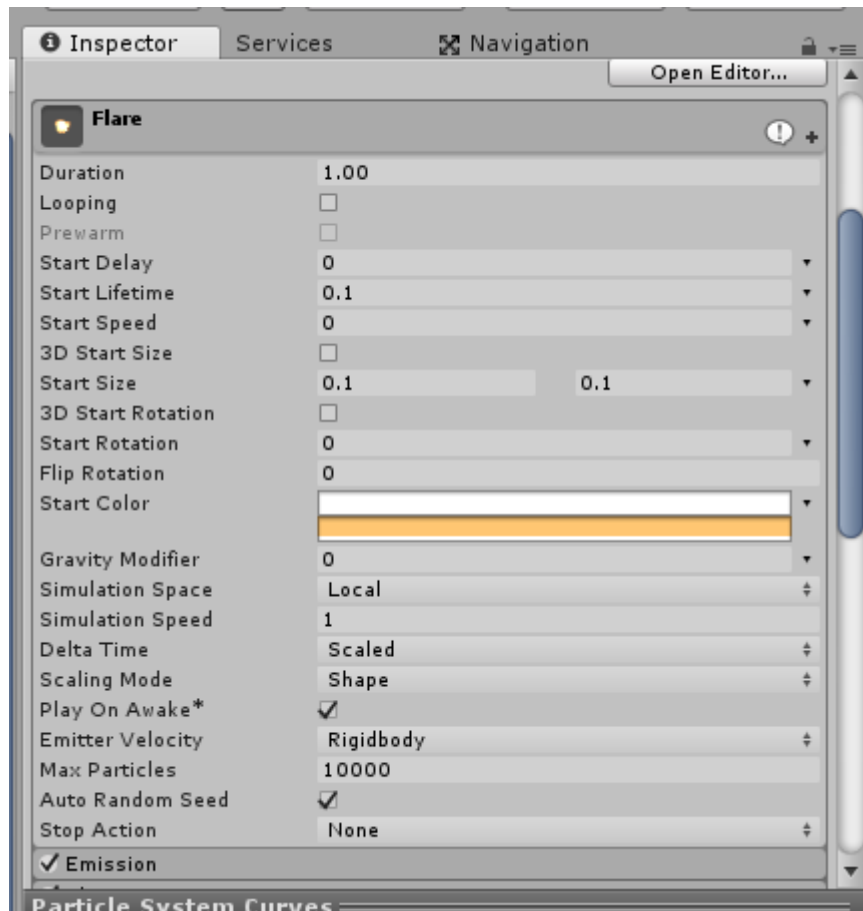 Inspector Services Navigation
Open Editor...
Flare
Duration 1.00
Looping
Prewarm
Start Delay 0
Start Lifetime 0.1
Start Speed 0
3D Start Size
Start Size 0.1 0.1
3D Start Rotation
Start Rotation 0
Flip Rotation 0
Start Color
Gravity Modifier 0
Simulation Space Local
Simulation Speed 1
Delta Time Scaled
Scaling Mode Shape
Play On Awake*
Emitter Velocity Rigidbody
Max Particles 10000
Auto Random Seed
Stop Action None
Emission
Particle System Curves